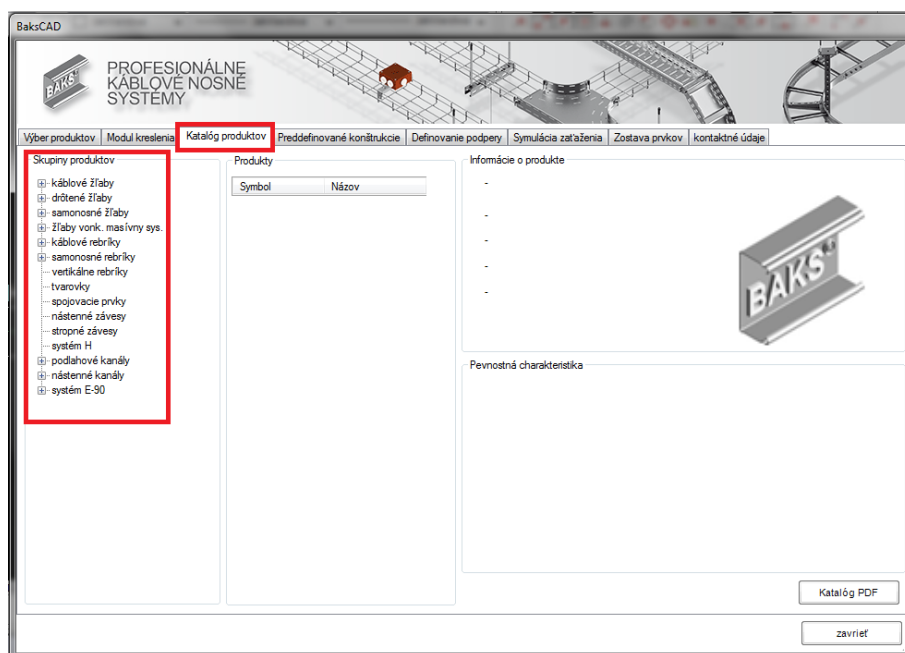 BaksCAD
PROFESIONÁLNE
KÁBLOVÉ NOSNÉ
SYSTÉMY
BAKS
Výber produktov Modul kreslenia Katalóg produktov Preddefinované konštrukcie Definovanie podpery Symulácia zaťaženia Zostava prvkov kontaktné údaje
Skupiny produktov
káblové žľaby
drôtené žľaby
samonosné žľaby
žľaby vonk. masívny sys.
káblové rebríky
samonosné rebríky
vertikálne rebríky
tvarovky
spojovacie prvky
nástenné závesy
stropné závesy
systém H
podlahové kanály
nástenné kanály
systém E-90
Produkty
Symbol Názov
Informácie o produkte
-
-
-
-
-
BAKS
Pevnostná charakteristika
Katalóg PDF
zavrieť